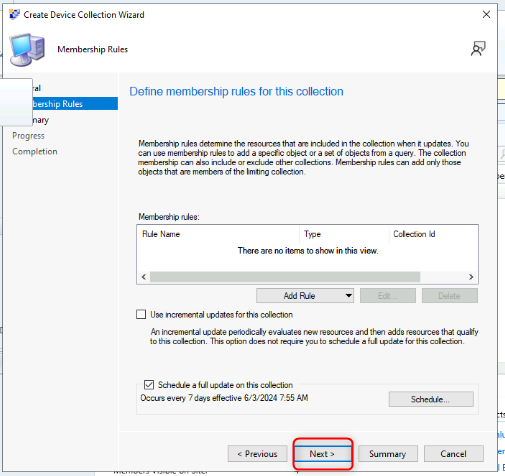 Create Device Collection Wizard
Membership Rules
Membership Rules
Progress
Completion
Define membership rules for this collection
Membership rules determine the resources that are included in the collection when it updates. You
can use membership rules to add a specific object or a set of objects from a query. The collection
membership can also include or exclude other collections. Membership rules can add only those
objects that are members of the limiting collection.
Membership rules:
Rule Name Type Collection Id
There are no items to show in this view.
Add Rule Edit... Delete
Use incremental updates for this collection
An incremental update periodically evaluates new resources and then adds resources that qualify
to this collection. This option does not require you to schedule a full update for this collection.
Schedule a full update on this collection
Occurs every 7 days effective 6/3/2024 7:55 AM
Schedule...
< Previous Next > Summary Cancel